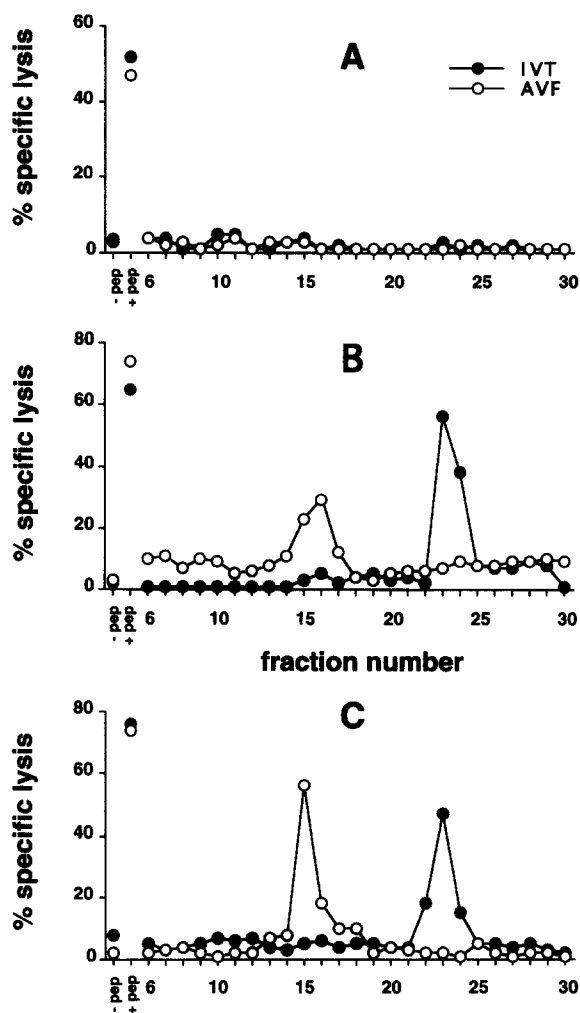 60
A
IVT
AVF
40
% specific lysis
20
0
- pep
+ pep
6 10 15 20 25 30
80
B
60
% specific lysis
40
20
0
- pep
+ pep
6 10 15 20 25 30
fraction number
80
C
60
% specific lysis
40
20
0
- pep
+ pep
6 10 15 20 25 30